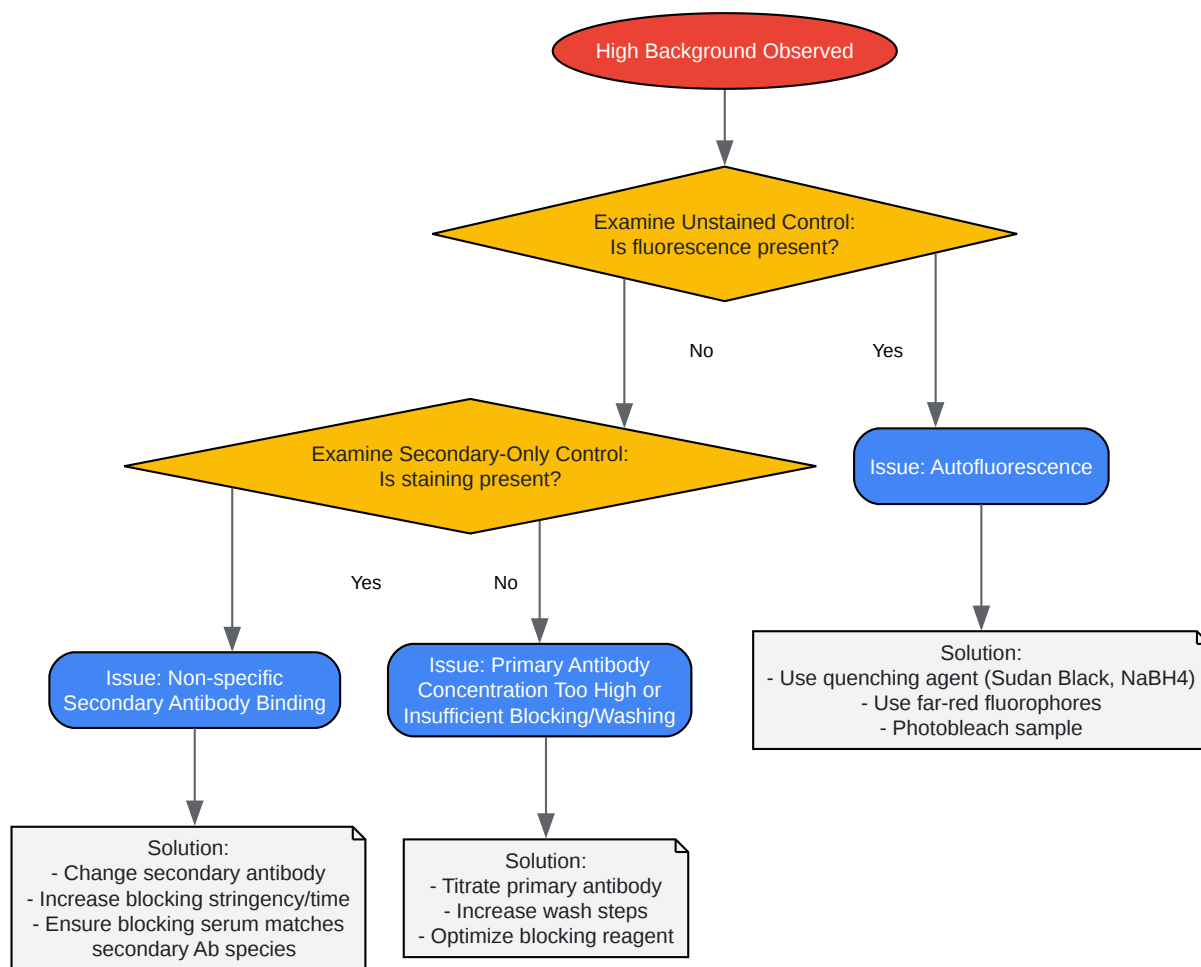 High Background Observed
Examine Unstained Control:
Is fluorescence present?
No
Yes
Examine Secondary-Only Control:
Is staining present?
Issue: Autofluorescence
Yes
No
Issue: Non-specific
Secondary Antibody Binding
Issue: Primary Antibody
Concentration Too High or
Insufficient Blocking/Washing
Solution:
- Use quenching agent (Sudan Black, NaBH4)
- Use far-red fluorophores
- Photobleach sample
Solution:
- Change secondary antibody
- Increase blocking stringency/time
- Ensure blocking serum matches
secondary Ab species
Solution:
- Titrate primary antibody
- Increase wash steps
- Optimize blocking reagent